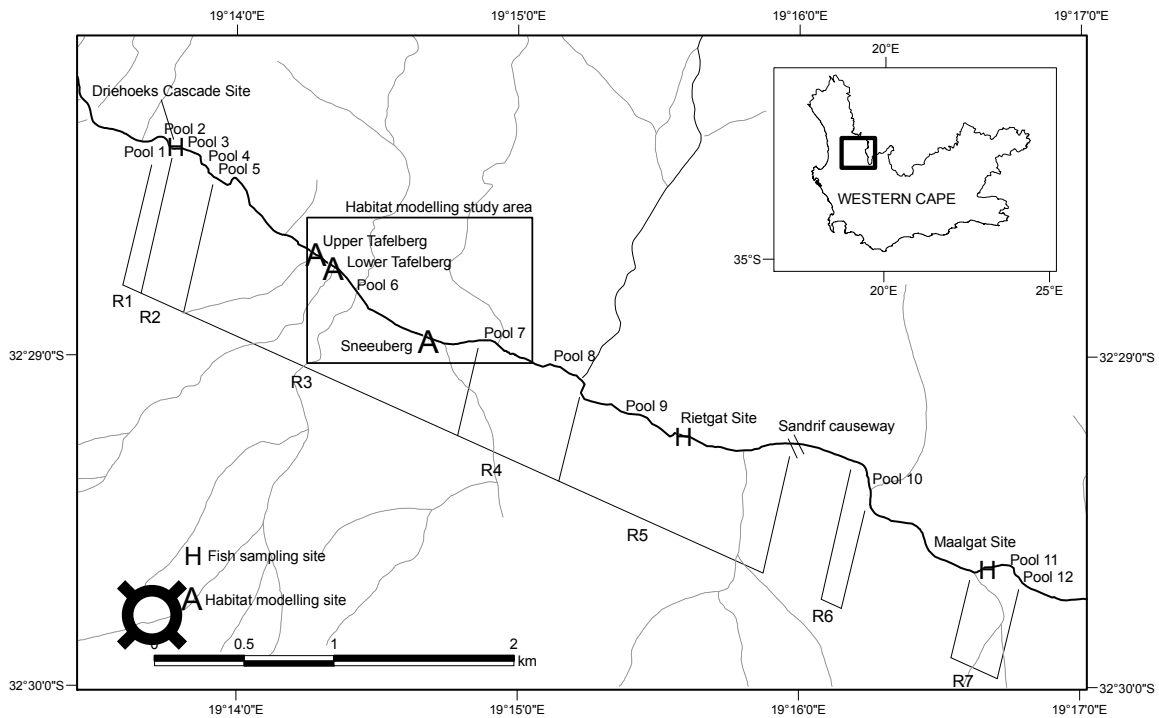 19°14'0"E
19°15'0"E
19°16'0"E
19°17'0"E
20°E
Driehoeks Cascade Site
Pool 2
H
Pool 3
Pool 1
Pool 4
Pool 5
WESTERN CAPE
Habitat modelling study area
Upper Tafelberg
A
Lower Tafelberg
A
35°S
Pool 6
20°E
25°E
R1
R2
Pool 7
Sneeuberg
A
32°29'0"S
Pool 8
32°29'0"S
R3
Pool 9
Rietgat Site
H
Sandrif causeway
R4
Pool 10
R5
Maalgat Site
H
Pool 11
Pool 12
H
Fish sampling site
A
Habitat modelling site
R6
0
0.5
1
2
km
R7
32°30'0"S
32°30'0"S
19°14'0"E
19°15'0"E
19°16'0"E
19°17'0"E